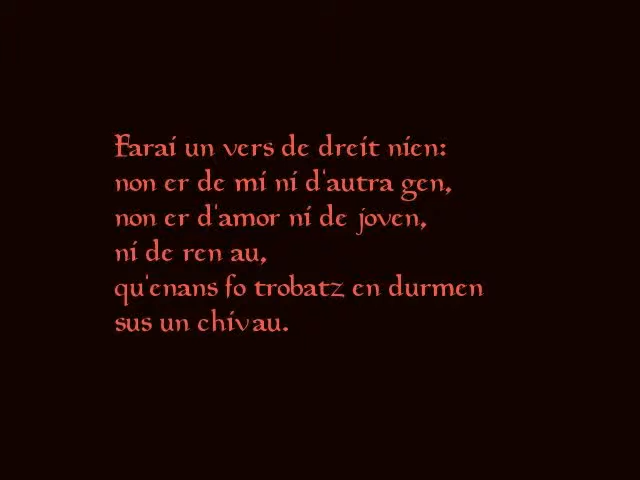 Farai un vers de dreit nien:
non er de mi ni d'autra gen,
non er d'amor ni de joven,
ni de ren au,
qu'enans fo trobatz en durmen
sus un chivau.